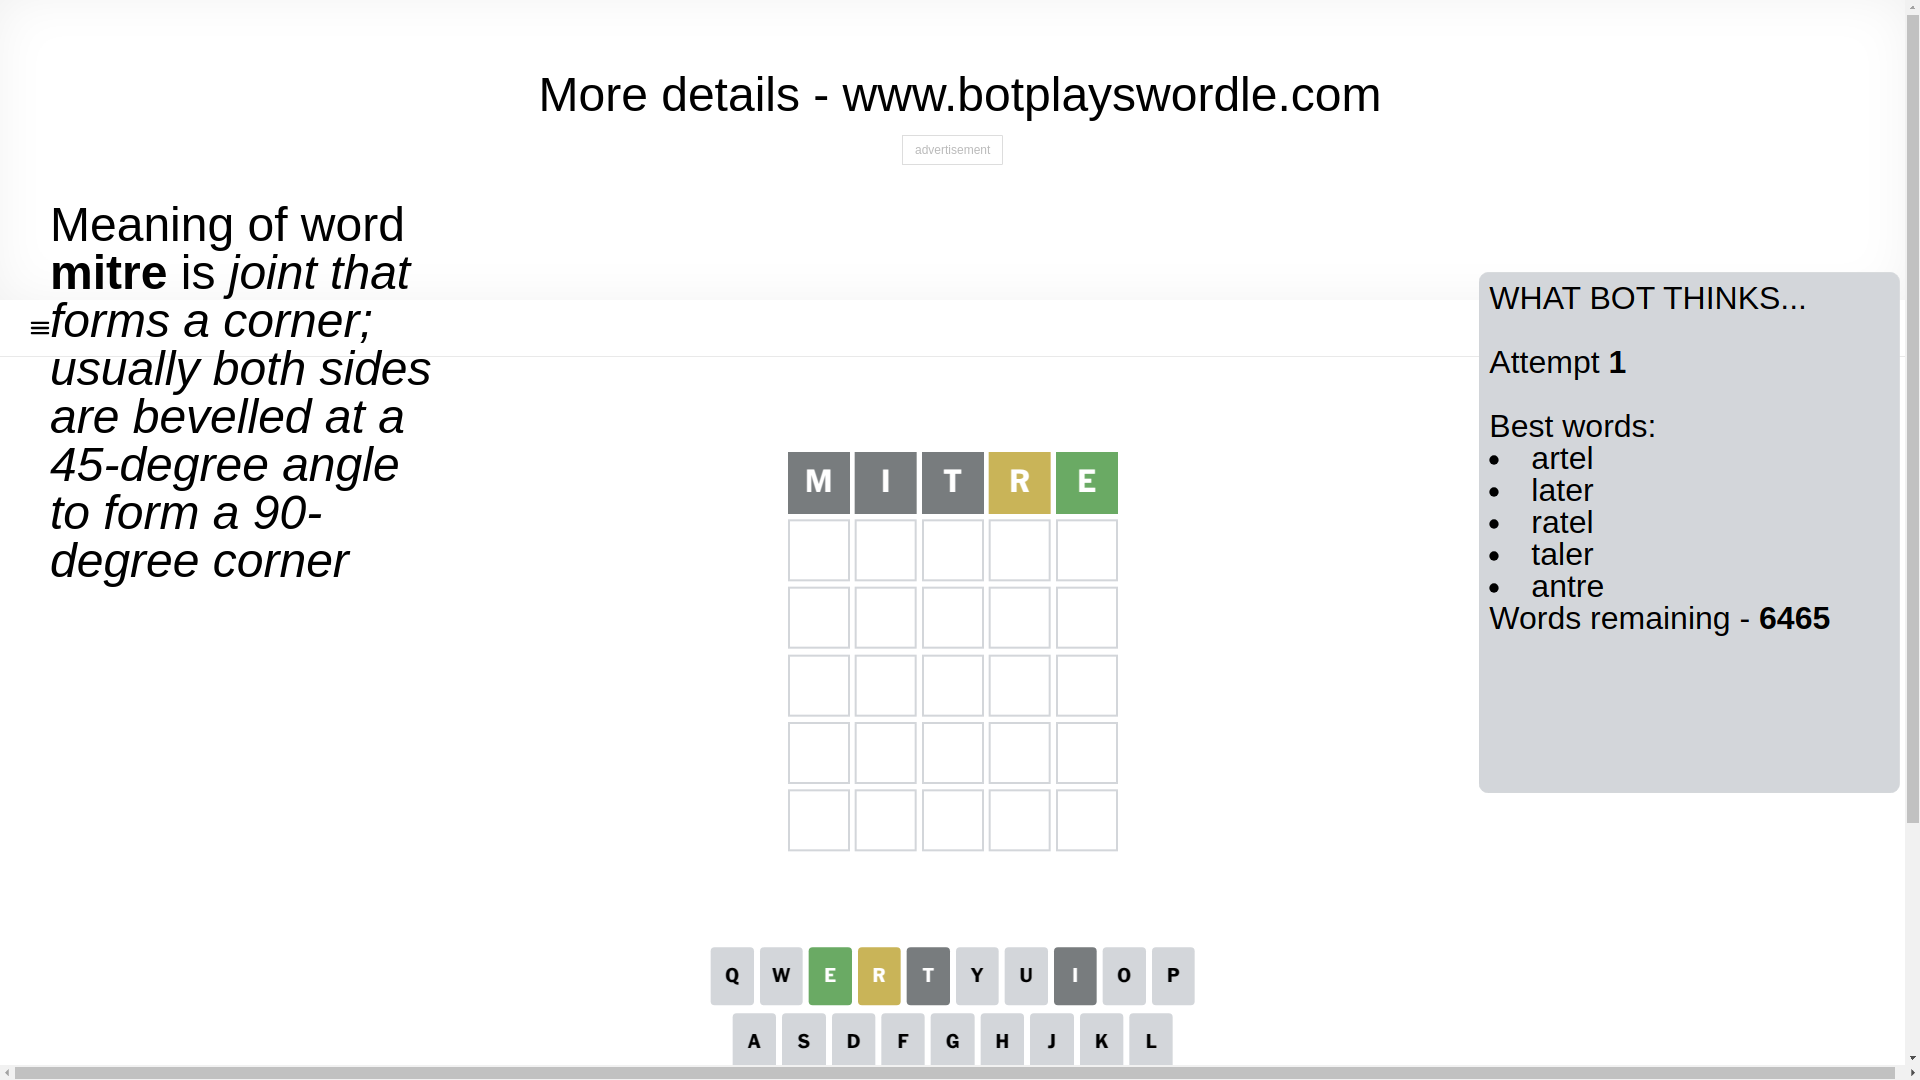 More details - www.botplayswordle.com
advertisement
Meaning of word
mitre is joint that
forms a corner;
usually both sides
are bevelled at a
45-degree angle
to form a 90-
degree corner
WHAT BOT THINKS...
Attempt 1
Best words:
• artel
• later
• ratel
• taler
• antre
Words remaining - 6465
M I T R E
Q W E R T Y U I O P
A S D F G H J K L